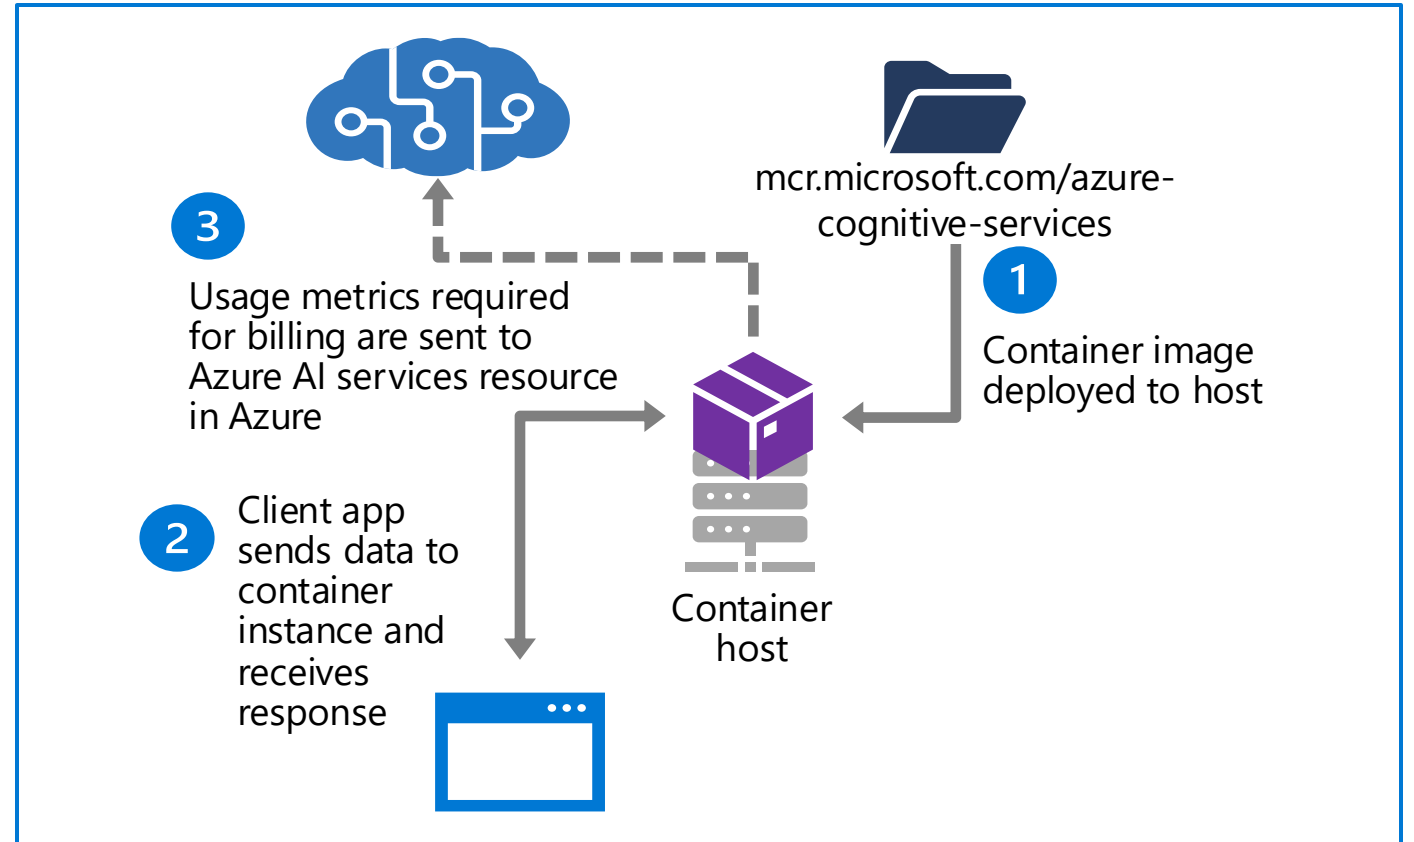 mcr.microsoft.com/azure-
cognitive-services
1
Container image
deployed to host
3
Usage metrics required
for billing are sent to
Azure AI services resource
in Azure
2
Client app
sends data to
container
instance and
receives
response
Container
host